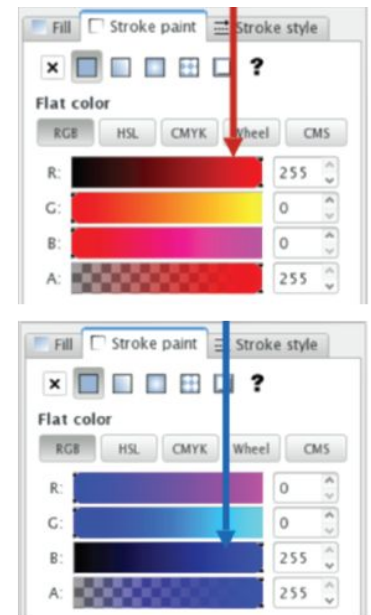 Fill Stroke paint Stroke style
?
Flat color
RGB HSL CMYK Wheel CMS
R: 255
G: 0
B: 0
A: 255
Fill Stroke paint Stroke style
?
Flat color
RGB HSL CMYK Wheel CMS
R: 0
G: 0
B: 255
A: 255